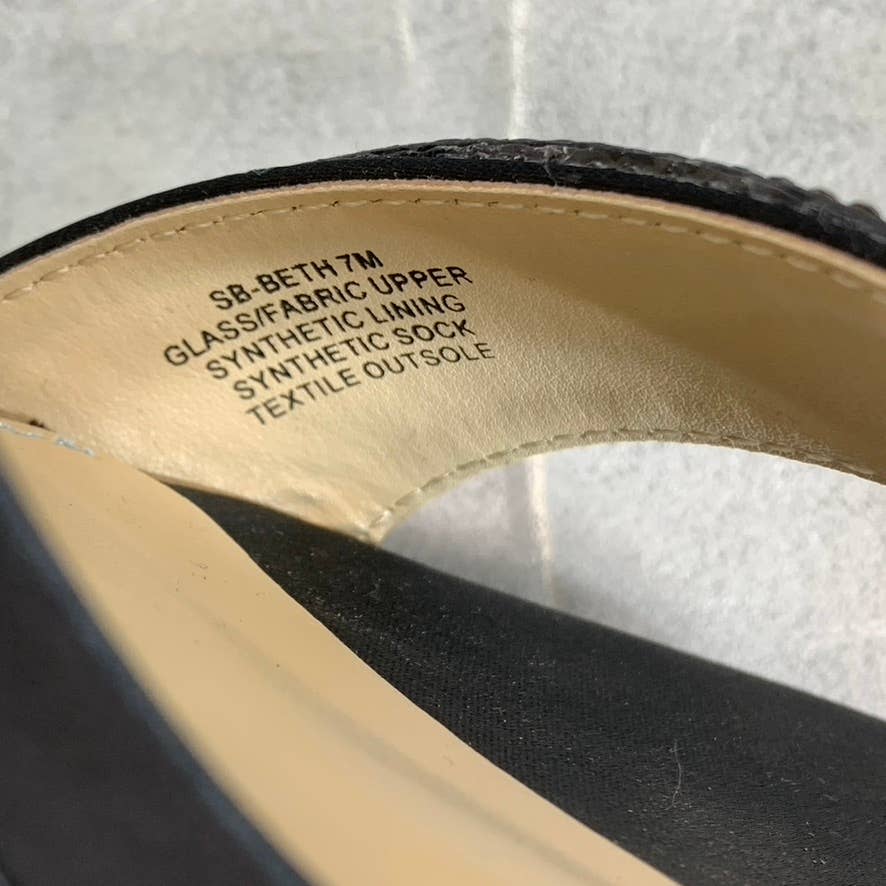 SB-BETH 7M
GLASS/FABRIC UPPER
SYNTHETIC LINING
SYNTHETIC SOCK
TEXTILE OUTSOLE